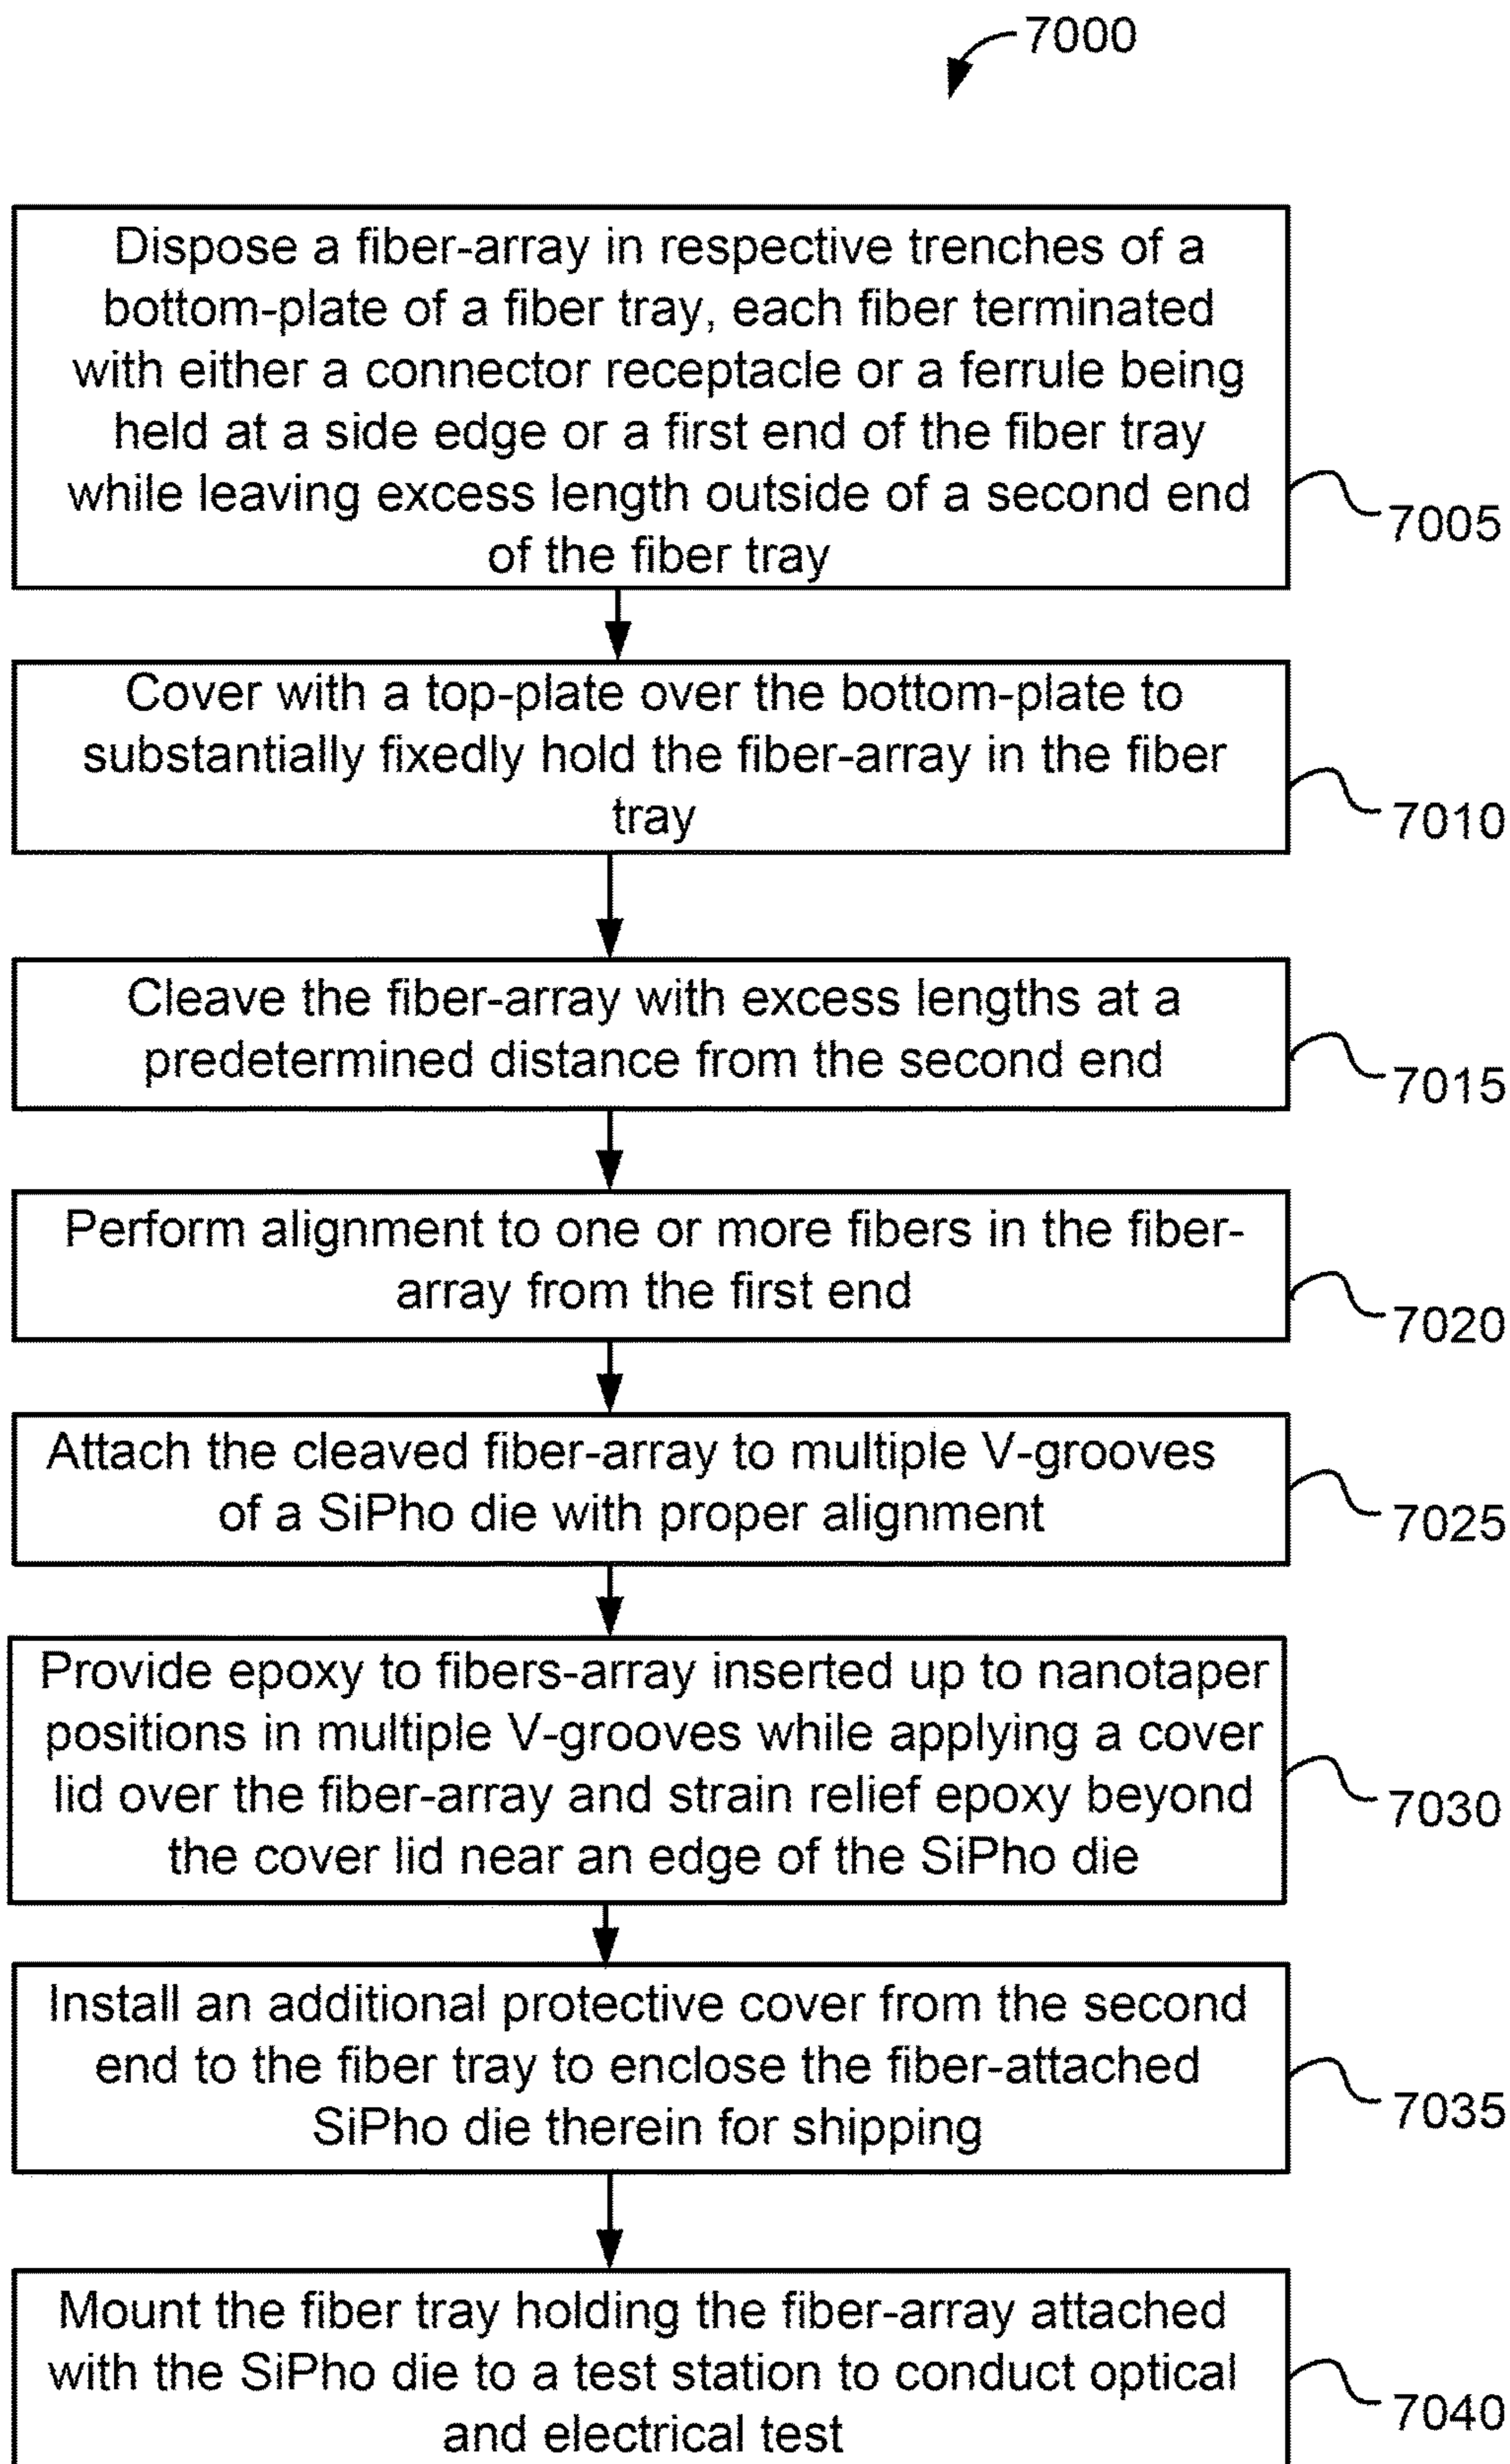 7000
Dispose a fiber-array in respective trenches of a
bottom-plate of a fiber tray, each fiber terminated
with either a connector receptacle or a ferrule being
held at a side edge or a first end of the fiber tray
while leaving excess length outside of a second end
of the fiber tray
7005
Cover with a top-plate over the bottom-plate to
substantially fixedly hold the fiber-array in the fiber
tray
7010
Cleave the fiber-array with excess lengths at a
predetermined distance from the second end
7015
Perform alignment to one or more fibers in the fiber-
array from the first end
7020
Attach the cleaved fiber-array to multiple V-grooves
of a SiPho die with proper alignment
7025
Provide epoxy to fibers-array inserted up to nanotaper
positions in multiple V-grooves while applying a cover
lid over the fiber-array and strain relief epoxy beyond
the cover lid near an edge of the SiPho die
7030
Install an additional protective cover from the second
end to the fiber tray to enclose the fiber-attached
SiPho die therein for shipping
7035
Mount the fiber tray holding the fiber-array attached
with the SiPho die to a test station to conduct optical
and electrical test
7040